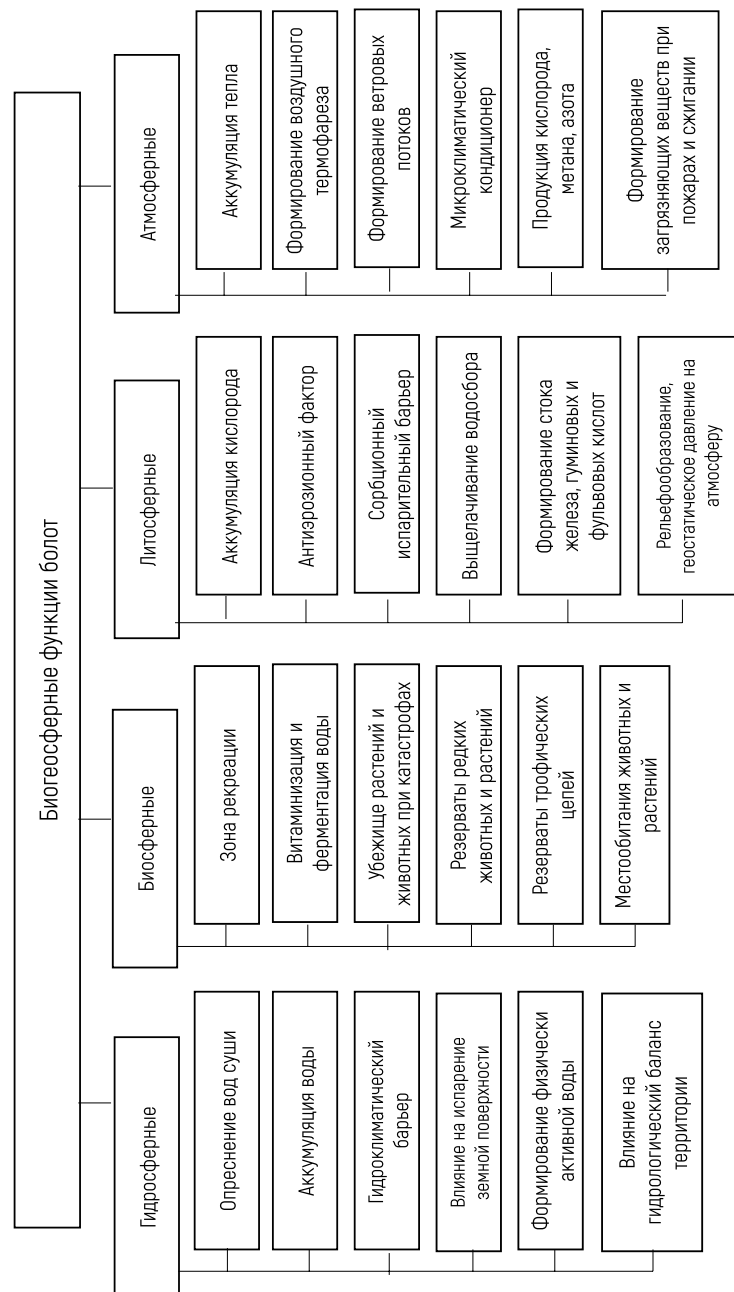 Биогеосферные функции болот
Гидросферные
Опреснение вод суши
Аккумуляция воды
Гидроклиматический
барьер
Влияние на испарение
земной поверхности
Формирование физически
активной воды
Влияние на
гидрологический баланс
территории
Биосферные
Зона рекреации
Витаминизация и
ферментация воды
Убежище растений и
животных при катастрофах
Резерваты редких
животных и растений
Резерваты трофических
цепей
Местообитания животных и
растений
Литосферные
Аккумуляция кислорода
Антиэрозионный фактор
Сорбционный
испарительный барьер
Выщелачивание водосбора
Формирование стока
железа, гуминовых и
фульвовых кислот
Рельефообразование,
геостатическое давление на
атмосферу
Атмосферные
Аккумуляция тепла
Формирование воздушного
термофареза
Формирование ветровых
потоков
Микроклиматический
кондиционер
Продукция кислорода,
метана, азота
Формирование
загрязняющих веществ при
пожарах и сжигании